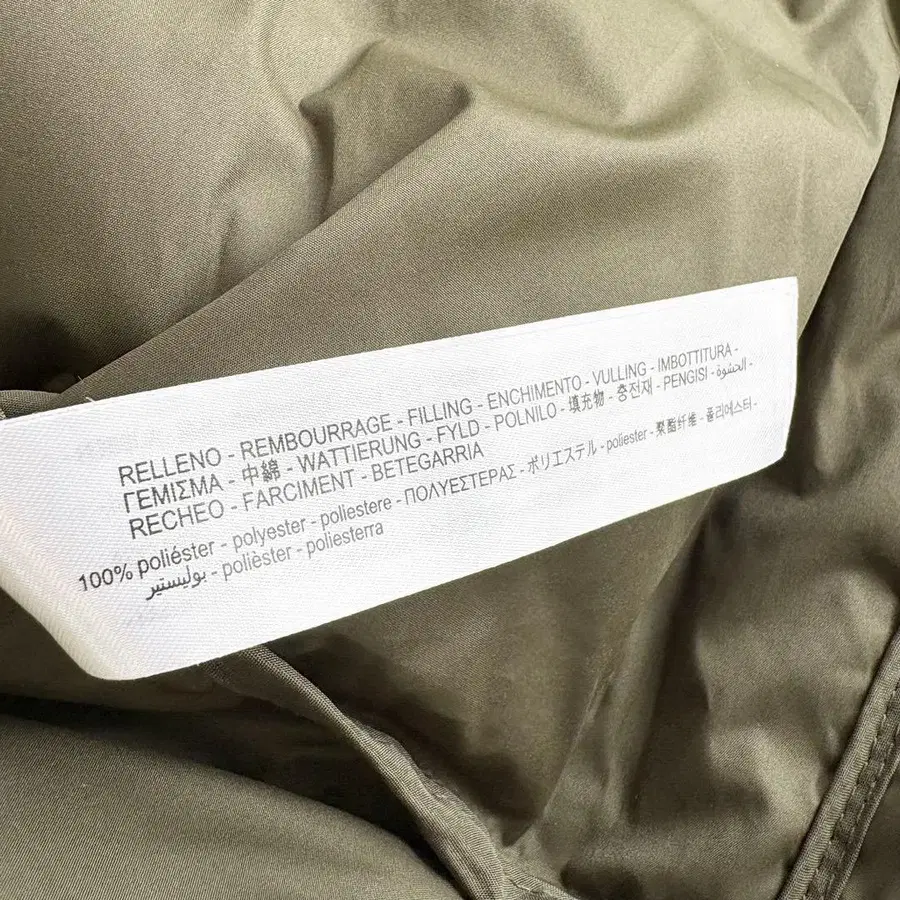 RELLENO - REMBOURRAGE - FILLING - ENCHIMENTO - VULLING - IMBOTTITURA -
ΓΕΜΙΣΜΑ - 中綿 - WATTIERUNG - FYLD - POLNILO - 填充物 - 충전재 - PENGISI - الحشوة -
RECHEO - FARCIMENT - BETEGARRIA
100% poliéster - polyester - poliestere - ΠΟΛΥΕΣΤΕΡΑΣ - ポリエステル - poliester - 聚酯纤维 - 폴리에스터 -
بوليستير - polièster - poliesterra